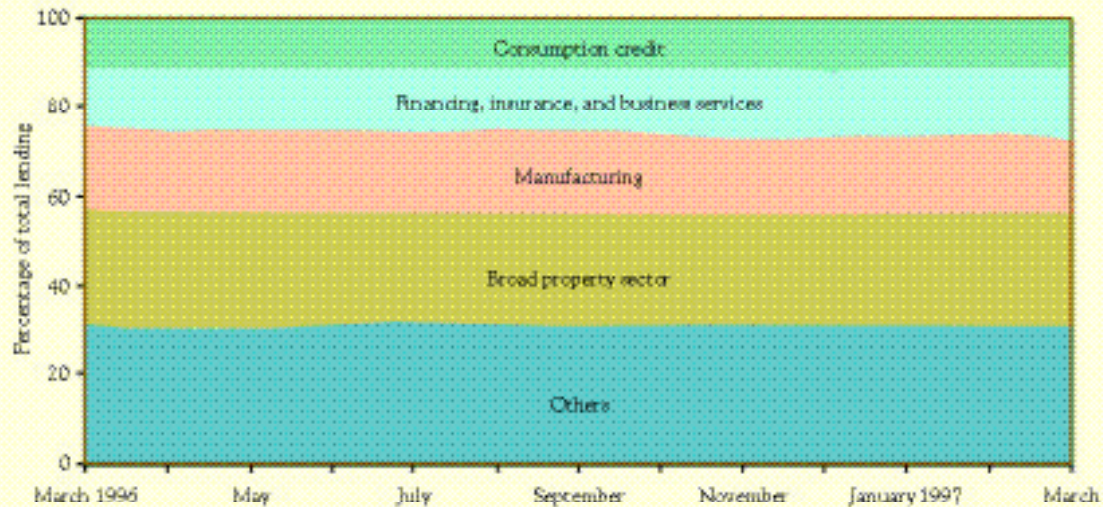 Percentage of total lending
100
80
60
40
20
0
Consumption credit
Financing, insurance, and business services
Manufacturing
Broad property sector
Others
March 1996 May July September November January 1997 March